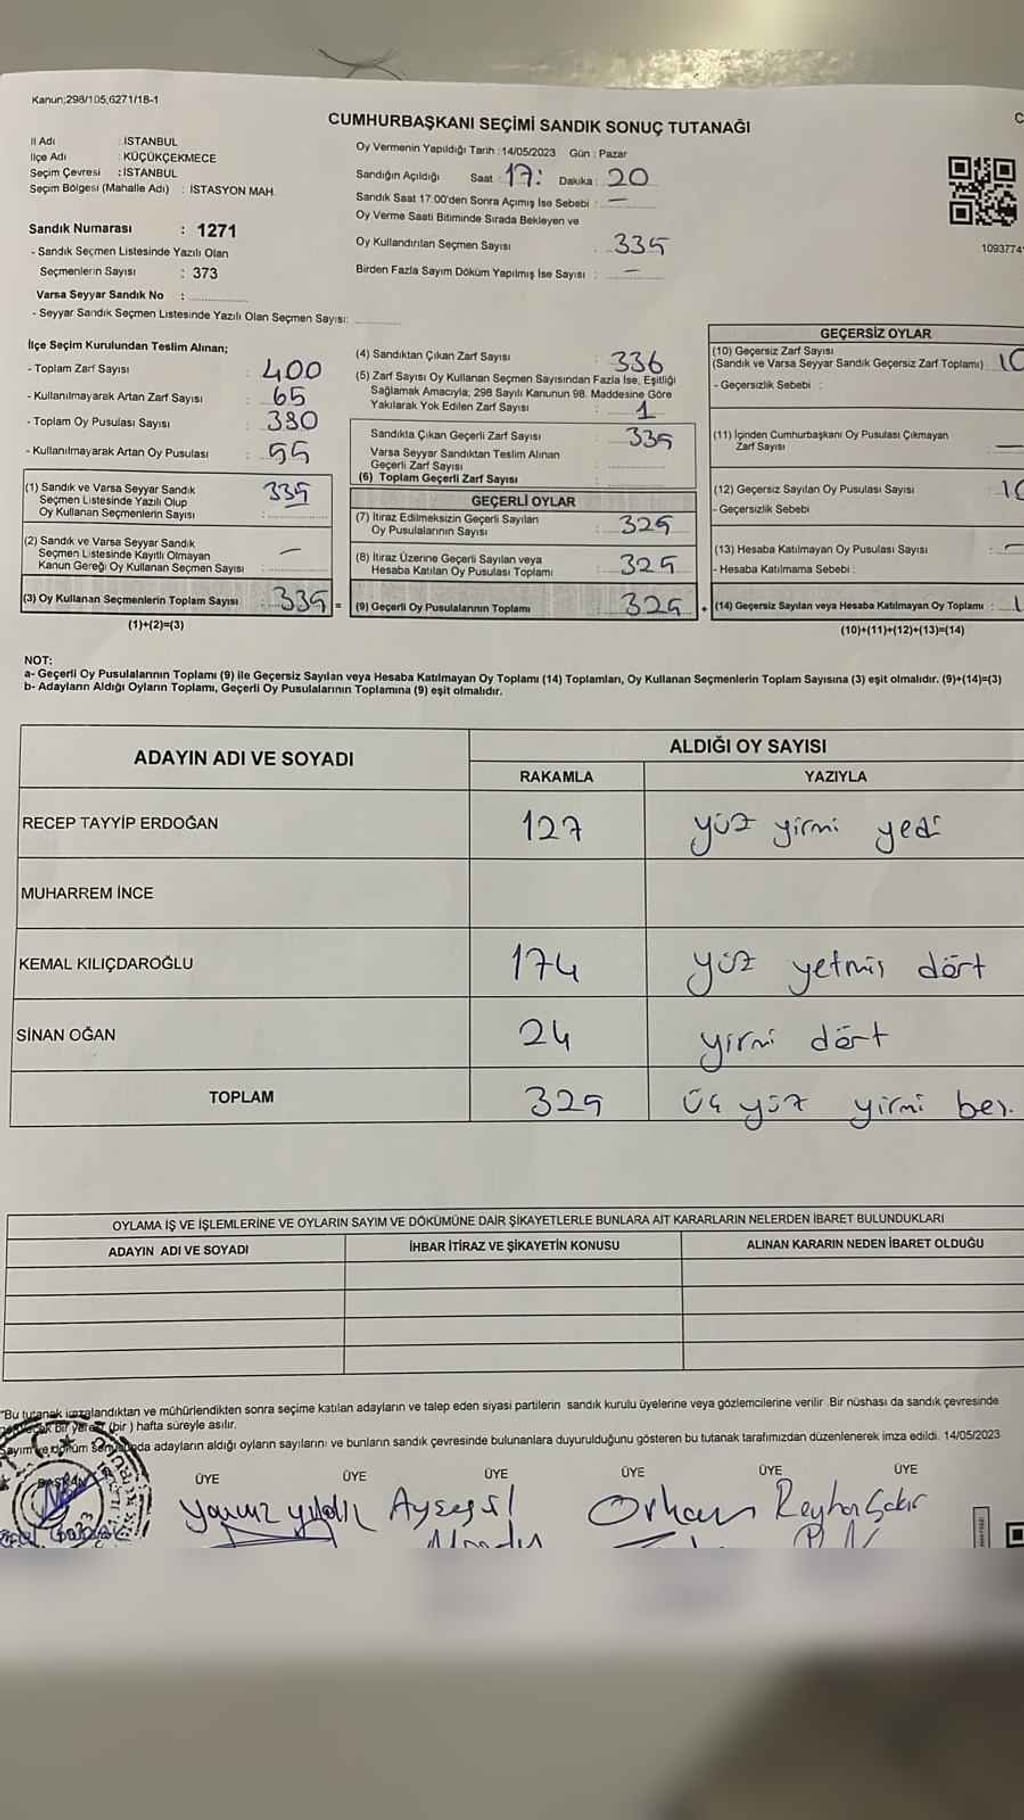 Kanun;298/105;6271/18-1
CUMHURBAŞKANI SEÇİMİ SANDIK SONUÇ TUTANAĞI
İl Adı : İSTANBUL
İlçe Adı : KÜÇÜKÇEKMECE
Seçim Çevresi : İSTANBUL
Seçim Bölgesi (Mahalle Adı) : İSTASYON MAH.
Sandık Numarası : 1271
- Sandık Seçmen Listesinde Yazılı Olan
Seçmenlerin Sayısı : 373
Varsa Seyyar Sandık No :
- Seyyar Sandık Seçmen Listesinde Yazılı Olan Seçmen Sayısı:
Oy Vermenin Yapıldığı Tarih : 14/05/2023 Gün : Pazar
Sandığın Açıldığı Saat : 17: Dakika : 20
Sandık Saat 17:00'den Sonra Açımış İse Sebebi : —
Oy Verme Saati Bitiminde Sırada Bekleyen ve
Oy Kullandırılan Seçmen Sayısı : 335
Birden Fazla Sayım Döküm Yapılmış İse Sayısı : —
1093774
İlçe Seçim Kurulundan Teslim Alınan;
- Toplam Zarf Sayısı : 400
- Kullanılmayarak Artan Zarf Sayısı : 65
- Toplam Oy Pusulası Sayısı : 380
- Kullanılmayarak Artan Oy Pusulası : 55
(1) Sandık ve Varsa Seyyar Sandık
Seçmen Listesinde Yazılı Olup
Oy Kullanan Seçmenlerin Sayısı : 335
(2) Sandık ve Varsa Seyyar Sandık
Seçmen Listesinde Kayıtlı Olmayan
Kanun Gereği Oy Kullanan Seçmen Sayısı : —
(3) Oy Kullanan Seçmenlerin Toplam Sayısı : 335 =
(1)+(2)=(3)
(4) Sandıktan Çıkan Zarf Sayısı : 336
(5) Zarf Sayısı Oy Kullanan Seçmen Sayısından Fazla İse, Eşitliği
Sağlamak Amacıyla; 298 Sayılı Kanunun 98. Maddesine Göre
Yakılarak Yok Edilen Zarf Sayısı : 1
Sandıkta Çıkan Geçerli Zarf Sayısı : 335
Varsa Seyyar Sandıktan Teslim Alınan
Geçerli Zarf Sayısı :
(6) Toplam Geçerli Zarf Sayısı :
GEÇERLİ OYLAR
(7) İtiraz Edilmeksizin Geçerli Sayılan
Oy Pusulalarının Sayısı : 325
(8) İtiraz Üzerine Geçerli Sayılan veya
Hesaba Katılan Oy Pusulası Toplamı : 325
(9) Geçerli Oy Pusulalarının Toplamı : 325 +
GEÇERSİZ OYLAR
(10) Geçersiz Zarf Sayısı
(Sandık ve Varsa Seyyar Sandık Geçersiz Zarf Toplamı) :
- Geçersizlik Sebebi :
(11) İçinden Cumhurbaşkanı Oy Pusulası Çıkmayan
Zarf Sayısı : —
(12) Geçersiz Sayılan Oy Pusulası Sayısı :
- Geçersizlik Sebebi
(13) Hesaba Katılmayan Oy Pusulası Sayısı : —
- Hesaba Katılmama Sebebi :
(14) Geçersiz Sayılan veya Hesaba Katılmayan Oy Toplamı :
(10)+(11)+(12)+(13)=(14)
NOT:
a- Geçerli Oy Pusulalarının Toplamı (9) ile Geçersiz Sayılan veya Hesaba Katılmayan Oy Toplamı (14) Toplamları, Oy Kullanan Seçmenlerin Toplam Sayısına (3) eşit olmalıdır. (9)+(14)=(3)
b- Adayların Aldığı Oyların Toplamı, Geçerli Oy Pusulalarının Toplamına (9) eşit olmalıdır.
ADAYIN ADI VE SOYADI ALDIĞI OY SAYISI
RAKAMLA YAZIYLA
RECEP TAYYİP ERDOĞAN 127 yüz yirmi yedi
MUHARREM İNCE
KEMAL KILIÇDAROĞLU 174 yüz yetmiş dört
SİNAN OĞAN 24 yirmi dört
TOPLAM 325 üç yüz yirmi beş.
OYLAMA İŞ VE İŞLEMLERİNE VE OYLARIN SAYIM VE DÖKÜMÜNE DAİR ŞİKAYETLERLE BUNLARA AİT KARARLARIN NELERDEN İBARET BULUNDUKLARI
ADAYIN ADI VE SOYADI İHBAR İTİRAZ VE ŞİKAYETİN KONUSU ALINAN KARARIN NEDEN İBARET OLDUĞU
"Bu tutanak imzalandıktan ve mühürlendikten sonra seçime katılan adayların ve talep eden siyasi partilerin sandık kurulu üyelerine veya gözlemcilerine verilir. Bir nüshası da sandık çevresinde
bir yere (bir) hafta süreyle asılır.
Sayım ve döküm sonunda adayların aldığı oyların sayılarını ve bunların sandık çevresinde bulunanlara duyurulduğunu gösteren bu tutanak tarafımızdan düzenlenerek imza edildi. 14/05/2023
BAŞKAN ÜYE ÜYE ÜYE ÜYE ÜYE ÜYE
Yavuz Yıldız Ayşegül Orhan Reyhan Şakır